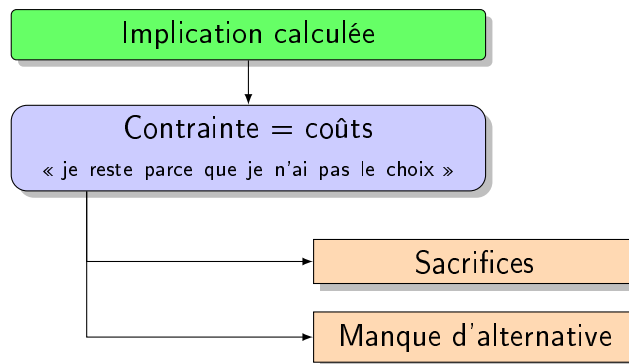 Implication calculée
Contrainte = coûts
« je reste parce que je n'ai pas le choix »
Sacrifices
Manque d'alternative